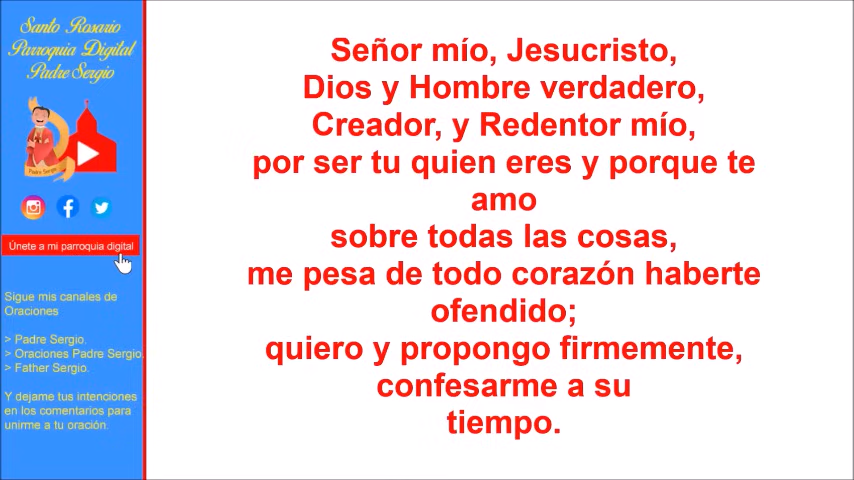 Santo Rosario
Parroquia Digital
Padre Sergio
Padre Sergio
Únete a mi parroquia digital
Sigue mis canales de
Oraciones
> Padre Sergio.
> Oraciones Padre Sergio.
> Father Sergio.
Y dejame tus intenciones
en los comentarios para
unirme a tu oración.
Señor mío, Jesucristo,
Dios y Hombre verdadero,
Creador, y Redentor mío,
por ser tu quien eres y porque te
amo
sobre todas las cosas,
me pesa de todo corazón haberte
ofendido;
quiero y propongo firmemente,
confesarme a su
tiempo.